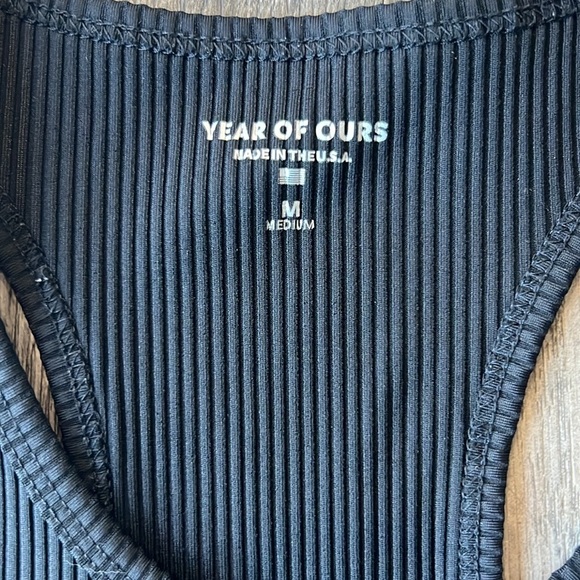 YEAR OF OURS
MADE IN THE U.S.A.
M
MEDIUM